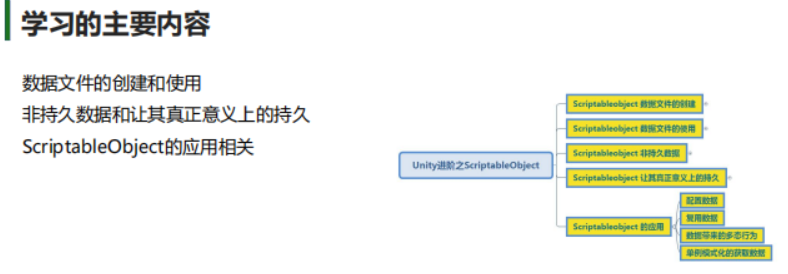 学习的主要内容
数据文件的创建和使用
非持久数据和让其真正意义上的持久
ScriptableObject的应用相关
Unity进阶之ScriptableObject
Scriptableobject 数据文件的创建
Scriptableobject 数据文件的使用
Scriptableobject 非持久数据
Scriptableobject 让其真正意义上的持久
Scriptableobject 的应用
配置数据
复用数据
数据带来的多态行为
单例模式化的获取数据